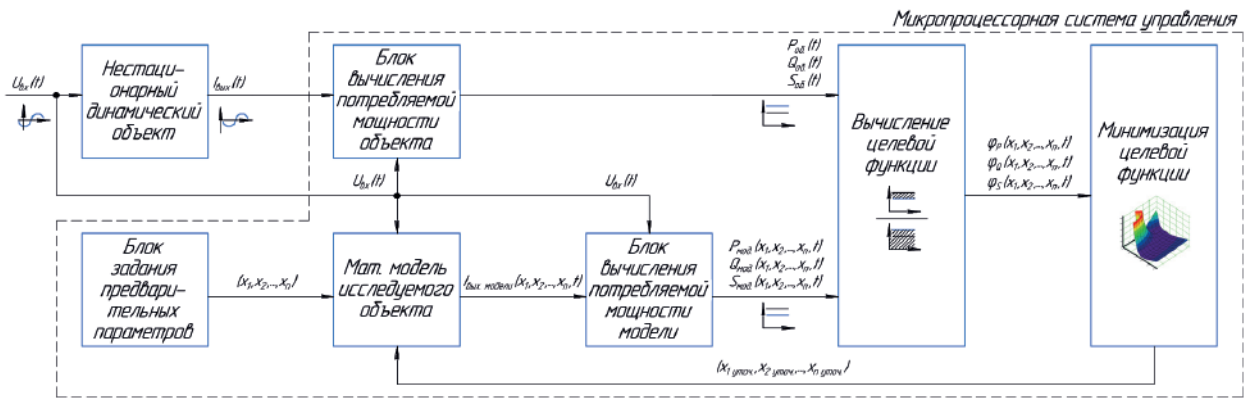 Микропроцессорная система управления
Uвх(t)
Нестаци-
онарный
динамический
объект
Iвых(t)
Блок
вычисления
потребляемой
мощности
объекта
Pоб.(t)
Qоб.(t)
Sоб.(t)
Вычисление
целевой
функции
φP(x1,x2,..,xn,t)
φQ(x1,x2,..,xn,t)
φS(x1,x2,..,xn,t)
Минимизация
целевой
функции
Uвх(t)
Uвх(t)
Блок
задания
предвари-
тельных
параметров
(x1,x2,..,xn)
Мат. модель
исследуемого
объекта
Iвых. модели(x1,x2,..,xn,t)
Блок
вычисления
потребляемой
мощности
модели
Pмод.(x1,x2,..,xn,t)
Qмод.(x1,x2,..,xn,t)
Sмод.(x1,x2,..,xn,t)
(x1 уточ.,x2 уточ.,..,xn уточ.)